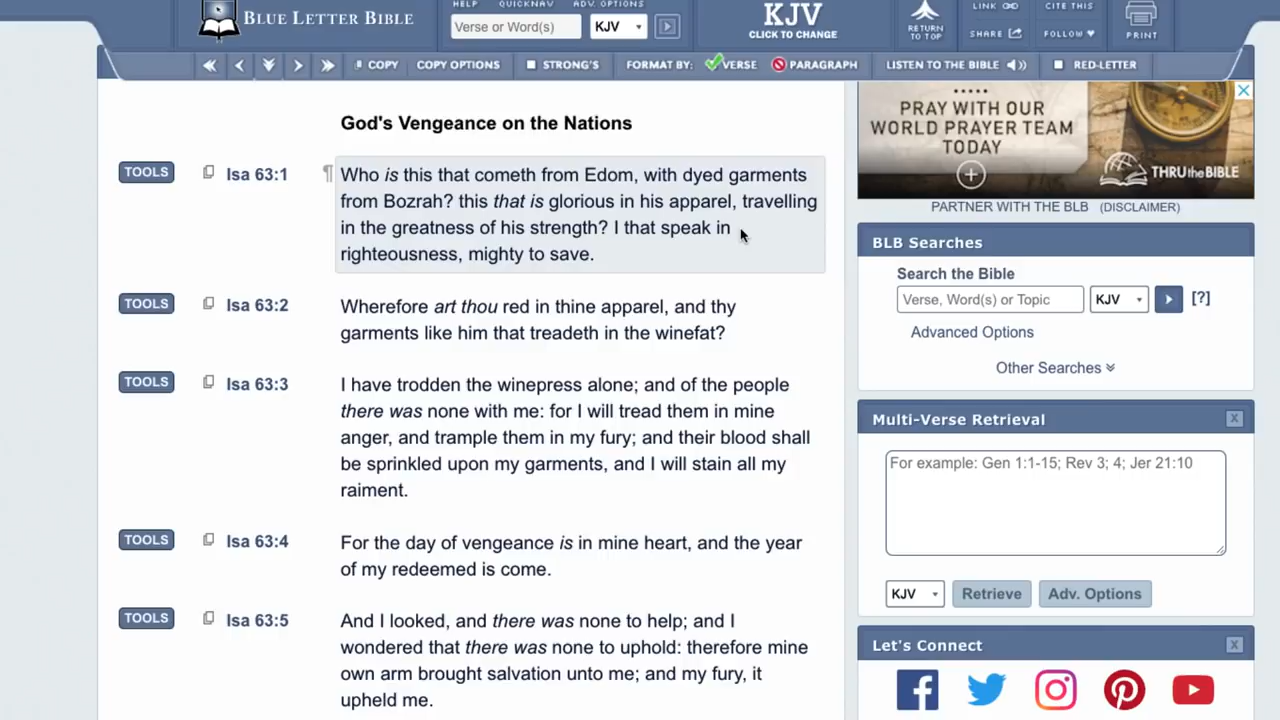 BLUE LETTER BIBLE
HELP QUICKNAV ADV. OPTIONS
Verse or Word(s) KJV
KJV
CLICK TO CHANGE
RETURN
TO TOP
LINK CITE THIS
SHARE FOLLOW
PRINT
COPY COPY OPTIONS STRONG'S FORMAT BY: VERSE PARAGRAPH LISTEN TO THE BIBLE RED-LETTER
God's Vengeance on the Nations
TOOLS Isa 63:1 ¶ Who is this that cometh from Edom, with dyed garments
from Bozrah? this that is glorious in his apparel, travelling
in the greatness of his strength? I that speak in
righteousness, mighty to save.
TOOLS Isa 63:2 Wherefore art thou red in thine apparel, and thy
garments like him that treadeth in the winefat?
TOOLS Isa 63:3 I have trodden the winepress alone; and of the people
there was none with me: for I will tread them in mine
anger, and trample them in my fury; and their blood shall
be sprinkled upon my garments, and I will stain all my
raiment.
TOOLS Isa 63:4 For the day of vengeance is in mine heart, and the year
of my redeemed is come.
TOOLS Isa 63:5 And I looked, and there was none to help; and I
wondered that there was none to uphold: therefore mine
own arm brought salvation unto me; and my fury, it
upheld me.
PRAY WITH OUR
WORLD PRAYER TEAM
TODAY
THRU the BIBLE
PARTNER WITH THE BLB (DISCLAIMER)
BLB Searches
Search the Bible
Verse, Word(s) or Topic KJV [?]
Advanced Options
Other Searches
Multi-Verse Retrieval X
For example: Gen 1:1-15; Rev 3; 4; Jer 21:10
KJV Retrieve Adv. Options
Let's Connect X